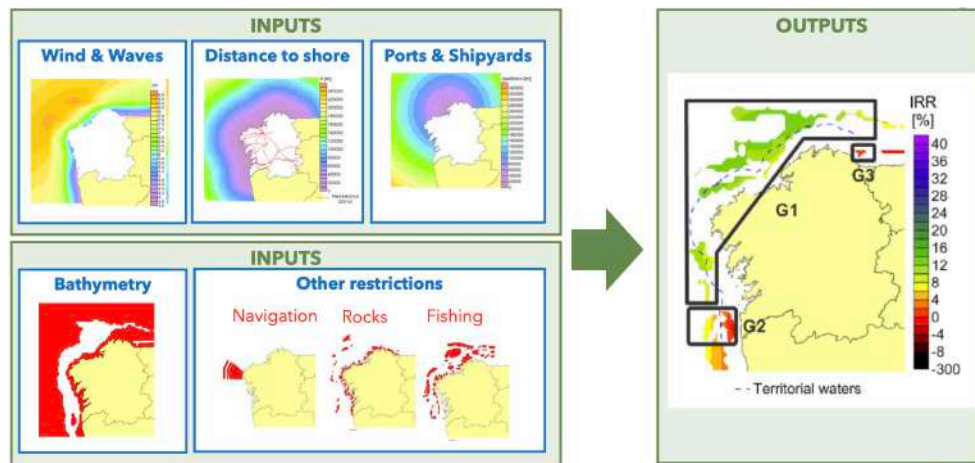 INPUTS
Wind & Waves
Distance to shore
Ports & Shipyards
INPUTS
Bathymetry
Other restrictions
Navigation
Rocks
Fishing
OUTPUTS
IRR
[%]
40
36
32
28
24
20
16
12
8
4
0
-4
-8
-300
G1
G2
G3
- - Territorial waters